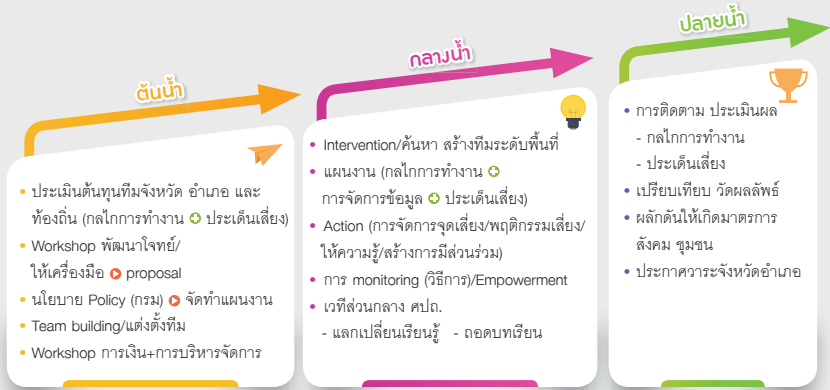 ต้นน้ำ
• ประเมินต้นทุนทีมจังหวัด อำเภอ และ
ท้องถิ่น (กลไกการทำงาน + ประเด็นเสี่ยง)
• Workshop พัฒนาโจทย์/
ให้เครื่องมือ proposal
• นโยบาย Policy (กรม) จัดทำแผนงาน
• Team building/แต่งตั้งทีม
• Workshop การเงิน+การบริหารจัดการ
กลางน้ำ
• Intervention/ค้นหา สร้างทีมระดับพื้นที่
• แผนงาน (กลไกการทำงาน +
การจัดการข้อมูล + ประเด็นเสี่ยง)
• Action (การจัดการจุดเสี่ยง/พฤติกรรมเสี่ยง/
ให้ความรู้/สร้างการมีส่วนร่วม)
• การ monitoring (วิธีการ)/Empowerment
• เวทีส่วนกลาง ศปถ.
- แลกเปลี่ยนเรียนรู้ - ถอดบทเรียน
ปลายน้ำ
• การติดตาม ประเมินผล
- กลไกการทำงาน
- ประเด็นเสี่ยง
• เปรียบเทียบ วัดผลลัพธ์
• ผลักดันให้เกิดมาตรการ
สังคม ชุมชน
• ประกาศวาระจังหวัดอำเภอ